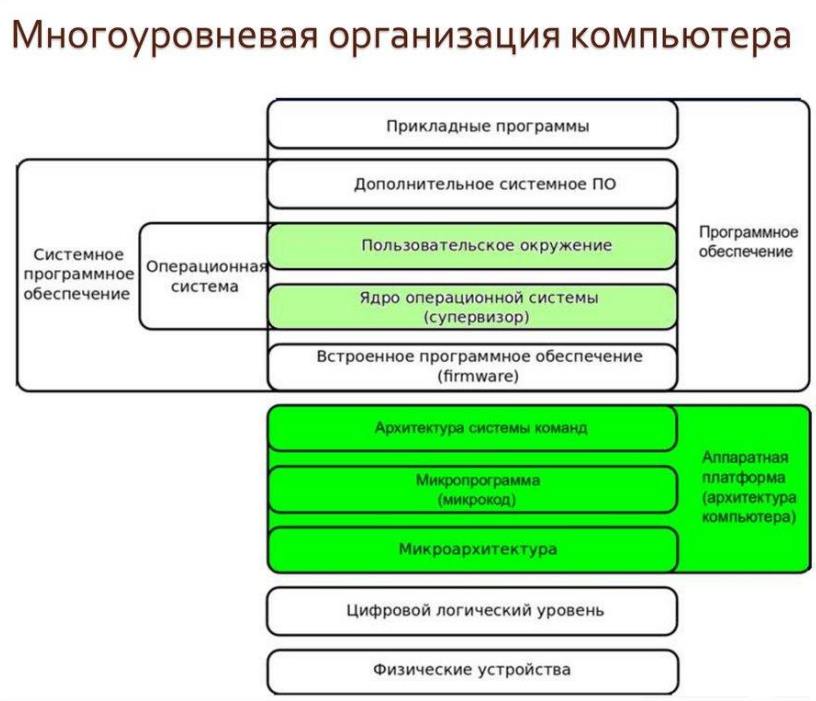 Многоуровневая организация компьютера
Прикладные программы
Дополнительное системное ПО
Пользовательское окружение
Ядро операционной системы
(супервизор)
Встроенное программное обеспечение
(firmware)
Системное
программное
обеспечение
Операционная
система
Программное
обеспечение
Архитектура системы команд
Микропрограмма
(микрокод)
Микроархитектура
Аппаратная
платформа
(архитектура
компьютера)
Цифровой логический уровень
Физические устройства